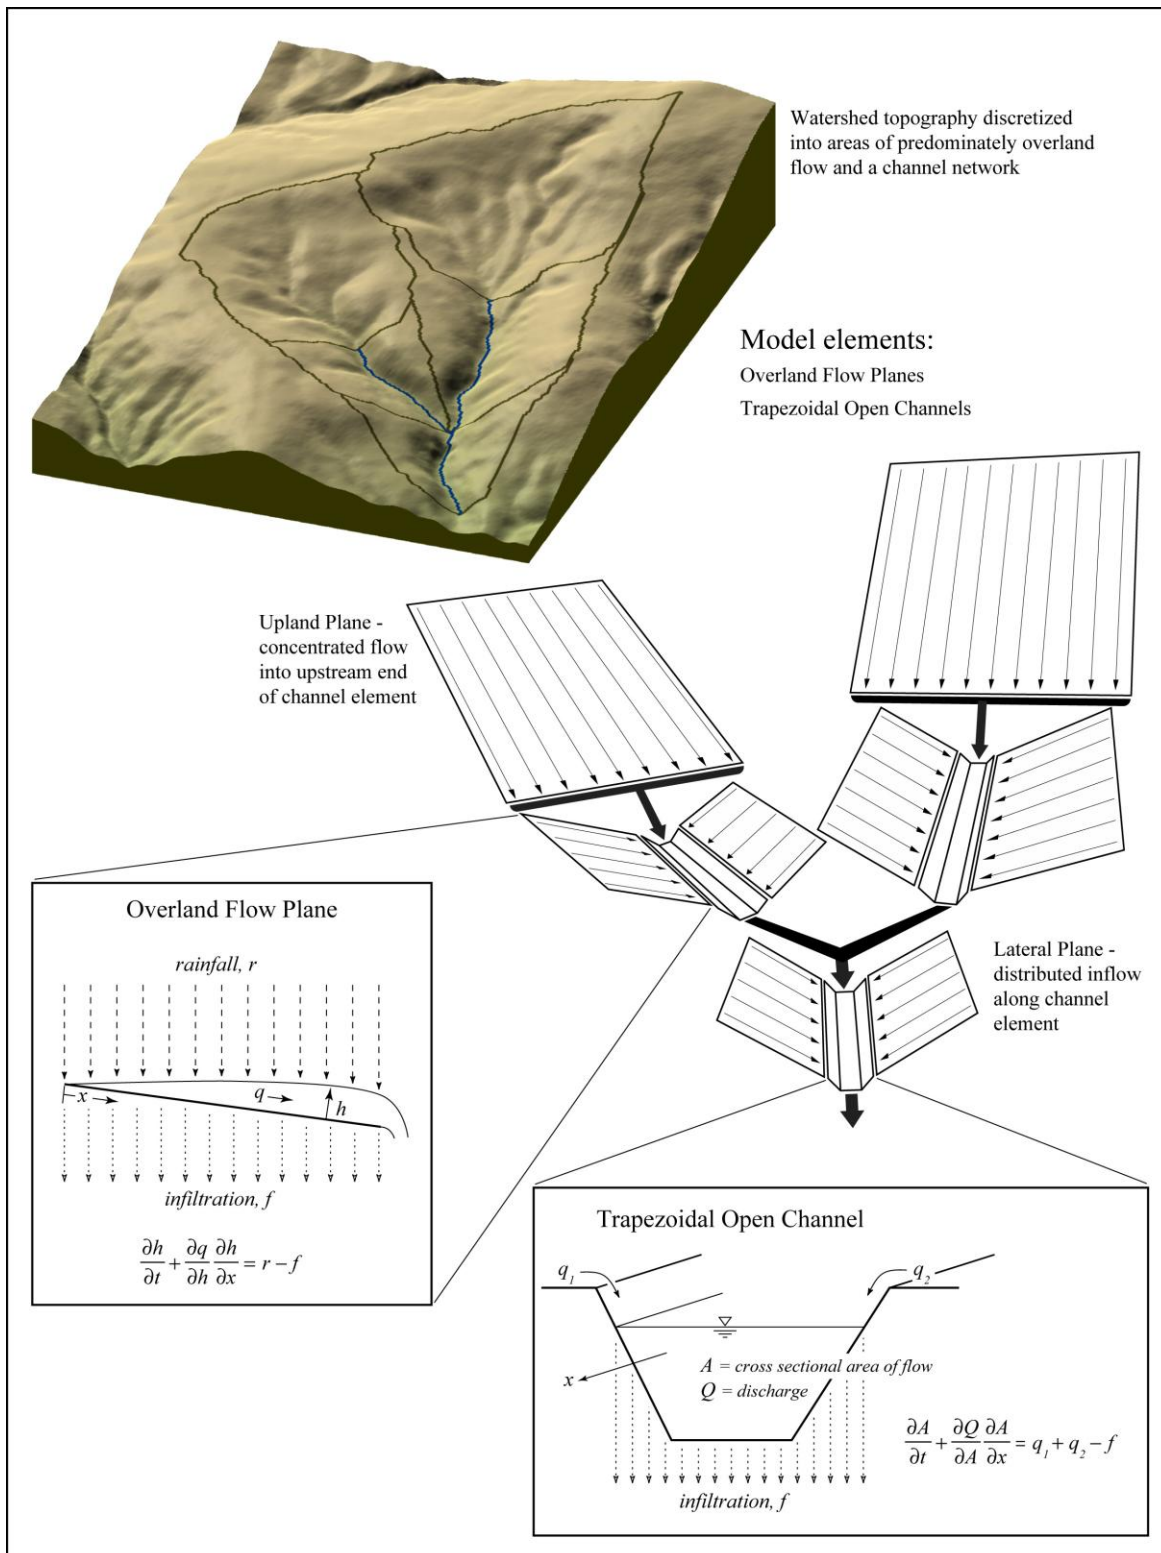 Watershed topography discretized
into areas of predominately overland
flow and a channel network
Model elements:
Overland Flow Planes
Trapezoidal Open Channels
Upland Plane -
concentrated flow
into upstream end
of channel element
Lateral Plane -
distributed inflow
along channel
element
Overland Flow Plane
rainfall, r
x
q
h
infiltration, f
∂h/∂t + ∂q/∂h ∂h/∂x = r − f
Trapezoidal Open Channel
q₁
q₂
A = cross sectional area of flow
x
Q = discharge
∂A/∂t + ∂Q/∂A ∂A/∂x = q₁ + q₂ − f
infiltration, f